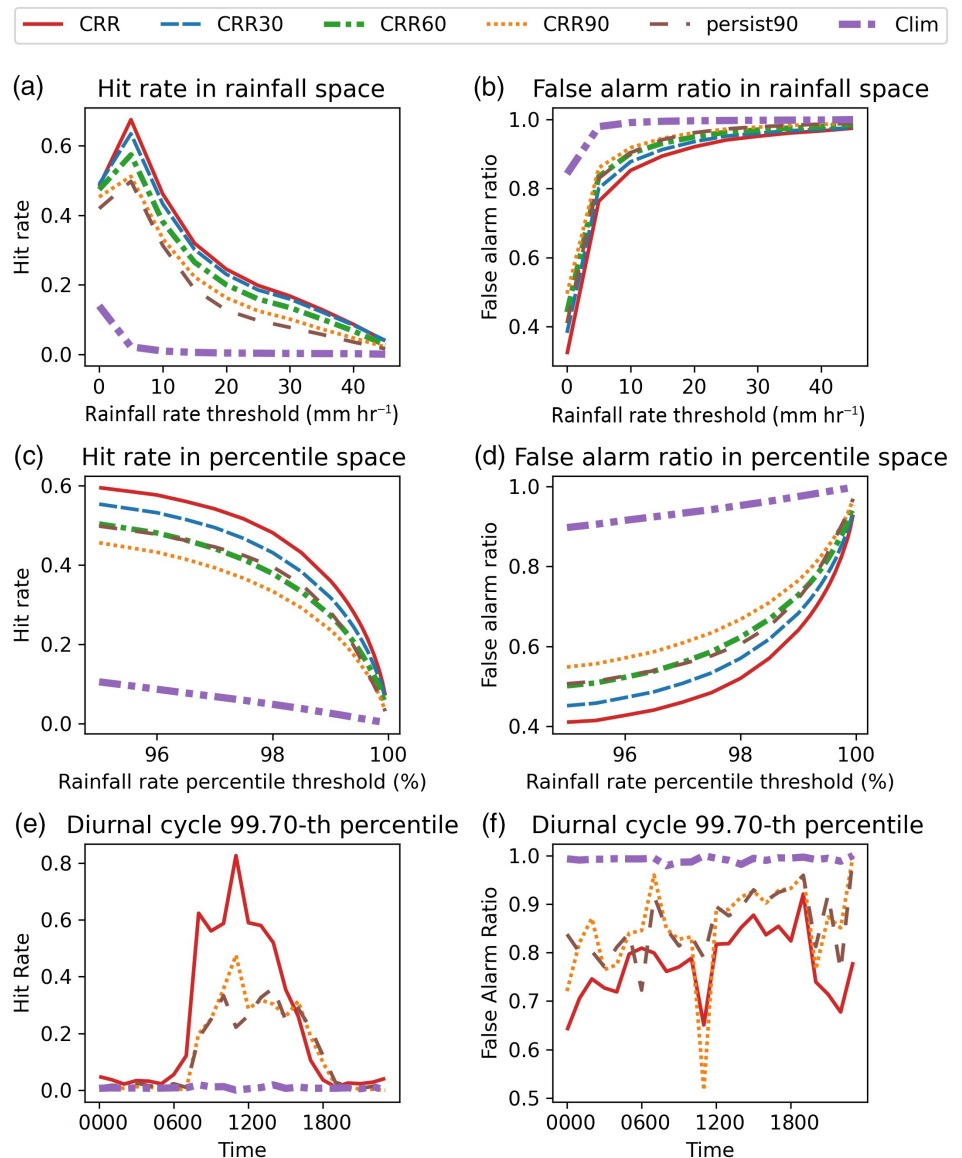 CRR CRR30 CRR60 CRR90 persist90 Clim
(a) Hit rate in rainfall space
Hit rate
0.6
0.4
0.2
0.0
0 10 20 30 40
Rainfall rate threshold (mm hr⁻¹)
(b) False alarm ratio in rainfall space
False alarm ratio
1.0
0.8
0.6
0.4
0 10 20 30 40
Rainfall rate threshold (mm hr⁻¹)
(c) Hit rate in percentile space
Hit rate
0.6
0.4
0.2
0.0
96 98 100
Rainfall rate percentile threshold (%)
(d) False alarm ratio in percentile space
False alarm ratio
1.0
0.8
0.6
0.4
96 98 100
Rainfall rate percentile threshold (%)
(e) Diurnal cycle 99.70-th percentile
Hit Rate
0.8
0.6
0.4
0.2
0.0
0000 0600 1200 1800
Time
(f) Diurnal cycle 99.70-th percentile
False Alarm Ratio
1.0
0.9
0.8
0.7
0.6
0.5
0000 0600 1200 1800
Time